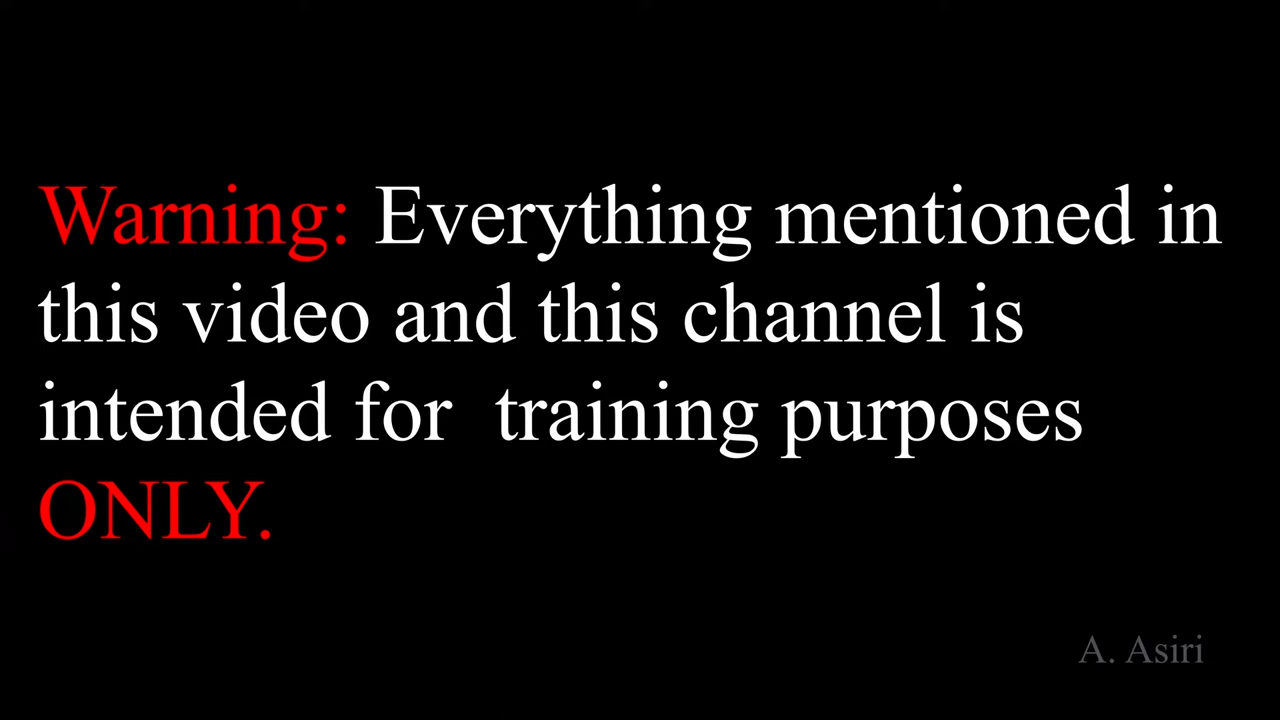 Warning: Everything mentioned in
this video and this channel is
intended for  training purposes
ONLY.
A. Asiri